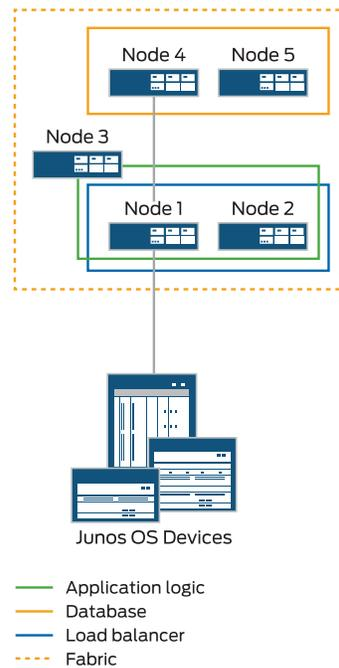 Node 4
Node 5
Node 3
Node 1
Node 2
Junos OS Devices
Application logic
Database
Load balancer
Fabric